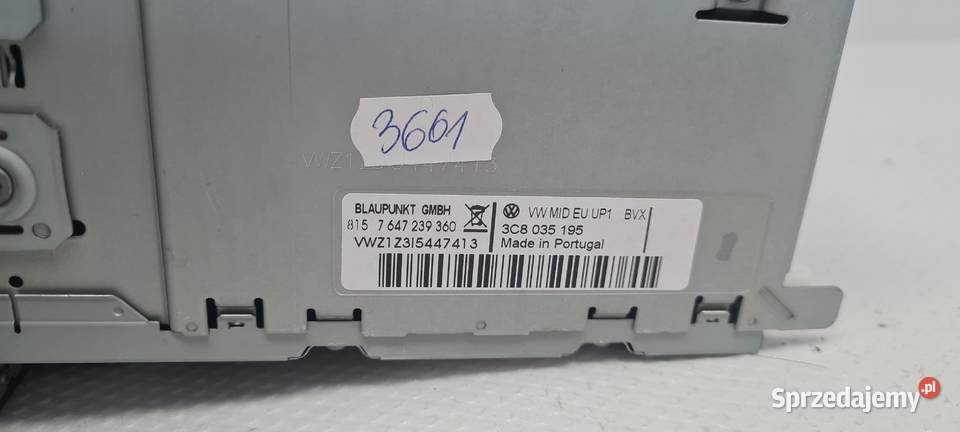 3661
BLAUPUNKT GMBH
815 7 647 239 360
VWZ1Z3I5447413
VW MID EU UP1 BVX
3C8 035 195
Made in Portugal
Sprzedajemy.pl